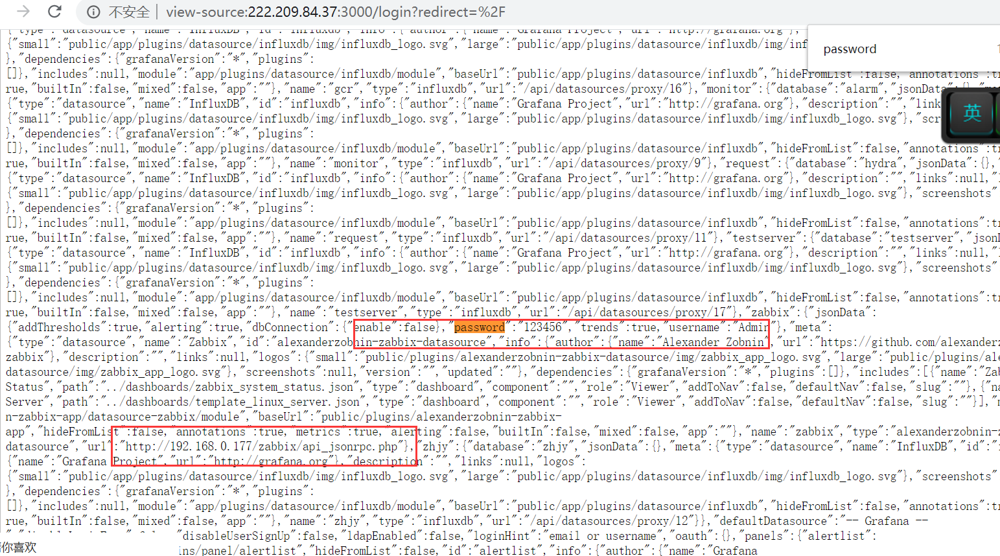 不安全 | view-source:222.209.84.37:3000/login?redirect=%2F
{"type":"datasource","name":"InfluxDB","id":"influxdb","info":{"author":{"name":"Grafana Project","url":"http://grafana.org"},
{"small":"public/app/plugins/datasource/influxdb/img/influxdb_logo.svg","large":"public/app/plugins/datasource/influxdb/img/inf
password
},"dependencies":{"grafanaVersion":"*","plugins":
[]},"includes":null,"module":"app/plugins/datasource/influxdb/module","baseUrl":"public/app/plugins/datasource/influxdb","hideFromList":false,"annotations":tr
rue,"builtIn":false,"mixed":false,"app":""},"name":"gcr","type":"influxdb","url":"/api/datasources/proxy/16"},"monitor":{"database":"alarm","jsonData":{},
{"type":"datasource","name":"InfluxDB","id":"influxdb","info":{"author":{"name":"Grafana Project","url":"http://grafana.org"},"description":"","link
{"small":"public/app/plugins/datasource/influxdb/img/influxdb_logo.svg","large":"public/app/plugins/datasource/influxdb/img/influxdb_logo.svg"},"scr
英
},"dependencies":{"grafanaVersion":"*","plugins":
[]},"includes":null,"module":"app/plugins/datasource/influxdb/module","baseUrl":"public/app/plugins/datasource/influxdb","hideFromList":false,"annotations":tr
rue,"builtIn":false,"mixed":false,"app":""},"name":"monitor","type":"influxdb","url":"/api/datasources/proxy/9"},"request":{"database":"hydra","jsonData":{},"
{"type":"datasource","name":"InfluxDB","id":"influxdb","info":{"author":{"name":"Grafana Project","url":"http://grafana.org"},"description":"","links":null,"l
{"small":"public/app/plugins/datasource/influxdb/img/influxdb_logo.svg","large":"public/app/plugins/datasource/influxdb/img/influxdb_logo.svg"},"screenshots"
},"dependencies":{"grafanaVersion":"*","plugins":
[]},"includes":null,"module":"app/plugins/datasource/influxdb/module","baseUrl":"public/app/plugins/datasource/influxdb","hideFromList":false,"annotations":tr
rue,"builtIn":false,"mixed":false,"app":""},"name":"request","type":"influxdb","url":"/api/datasources/proxy/11"},"testserver":{"database":"testserver","jsonD
{"type":"datasource","name":"InfluxDB","id":"influxdb","info":{"author":{"name":"Grafana Project","url":"http://grafana.org"},"description":"","links":null,"l
{"small":"public/app/plugins/datasource/influxdb/img/influxdb_logo.svg","large":"public/app/plugins/datasource/influxdb/img/influxdb_logo.svg"},"screenshots"
},"dependencies":{"grafanaVersion":"*","plugins":
[]},"includes":null,"module":"app/plugins/datasource/influxdb/module","baseUrl":"public/app/plugins/datasource/influxdb","hideFromList":false,"annotations":tr
rue,"builtIn":false,"mixed":false,"app":""},"name":"testserver","type":"influxdb","url":"/api/datasources/proxy/17"},"zabbix":{"jsonData":
{"addThresholds":true,"alerting":true,"dbConnection":{"enable":false},"password":"123456","trends":true,"username":"Admin"},"meta":
{"type":"datasource","name":"Zabbix","id":"alexanderzobnin-zabbix-datasource","info":{"author":{"name":"Alexander Zobnin","url":"https://github.com/alexanderz
zabbix"},"description":"","links":null,"logos":{"small":"public/plugins/alexanderzobnin-zabbix-datasource/img/zabbix_app_logo.svg","large":"public/plugins/ale
datasource/img/zabbix_app_logo.svg"},"screenshots":null,"version":"","updated":""},"dependencies":{"grafanaVersion":"*","plugins":[]},"includes":[{"name":"Zab
Status","path":"../dashboards/zabbix_system_status.json","type":"dashboard","component":"","role":"Viewer","addToNav":false,"defaultNav":false,"slug":""},{"na
Server","path":"../dashboards/template_linux_server.json","type":"dashboard","component":"","role":"Viewer","addToNav":false,"defaultNav":false,"slug":""}],"m
n-zabbix-app/datasource-zabbix/module","baseUrl":"public/plugins/alexanderzobnin-zabbix-
app","hideFromList":false,"annotations":true,"metrics":true,"alerting":false,"builtIn":false,"mixed":false,"app":""},"name":"zabbix","type":"alexanderzobnin-z
datasource","url":"http://192.168.0.177/zabbix/api_jsonrpc.php"},"zhjy":{"database":"zhjy","jsonData":{},"meta":{"type":"datasource","name":"InfluxDB","id":"i
{"name":"Grafana Project","url":"http://grafana.org"},"description":"","links":null,"logos":
{"small":"public/app/plugins/datasource/influxdb/img/influxdb_logo.svg","large":"public/app/plugins/datasource/influxdb/img/influxdb_logo.svg"},"screenshots"
},"dependencies":{"grafanaVersion":"*","plugins":
[]},"includes":null,"module":"app/plugins/datasource/influxdb/module","baseUrl":"public/app/plugins/datasource/influxdb","hideFromList":false,"annotations":tr
rue,"builtIn":false,"mixed":false,"app":""},"name":"zhjy","type":"influxdb","url":"/api/datasources/proxy/12"}},"defaultDatasource":"-- Grafana --
"disableUserSignUp":false,"ldapEnabled":false,"loginHint":"email or username","oauth":{},"panels":{"alertlist":
你喜欢
ins/panel/alertlist","hideFromList":false,"id":"alertlist","info":{"author":{"name":"Grafana